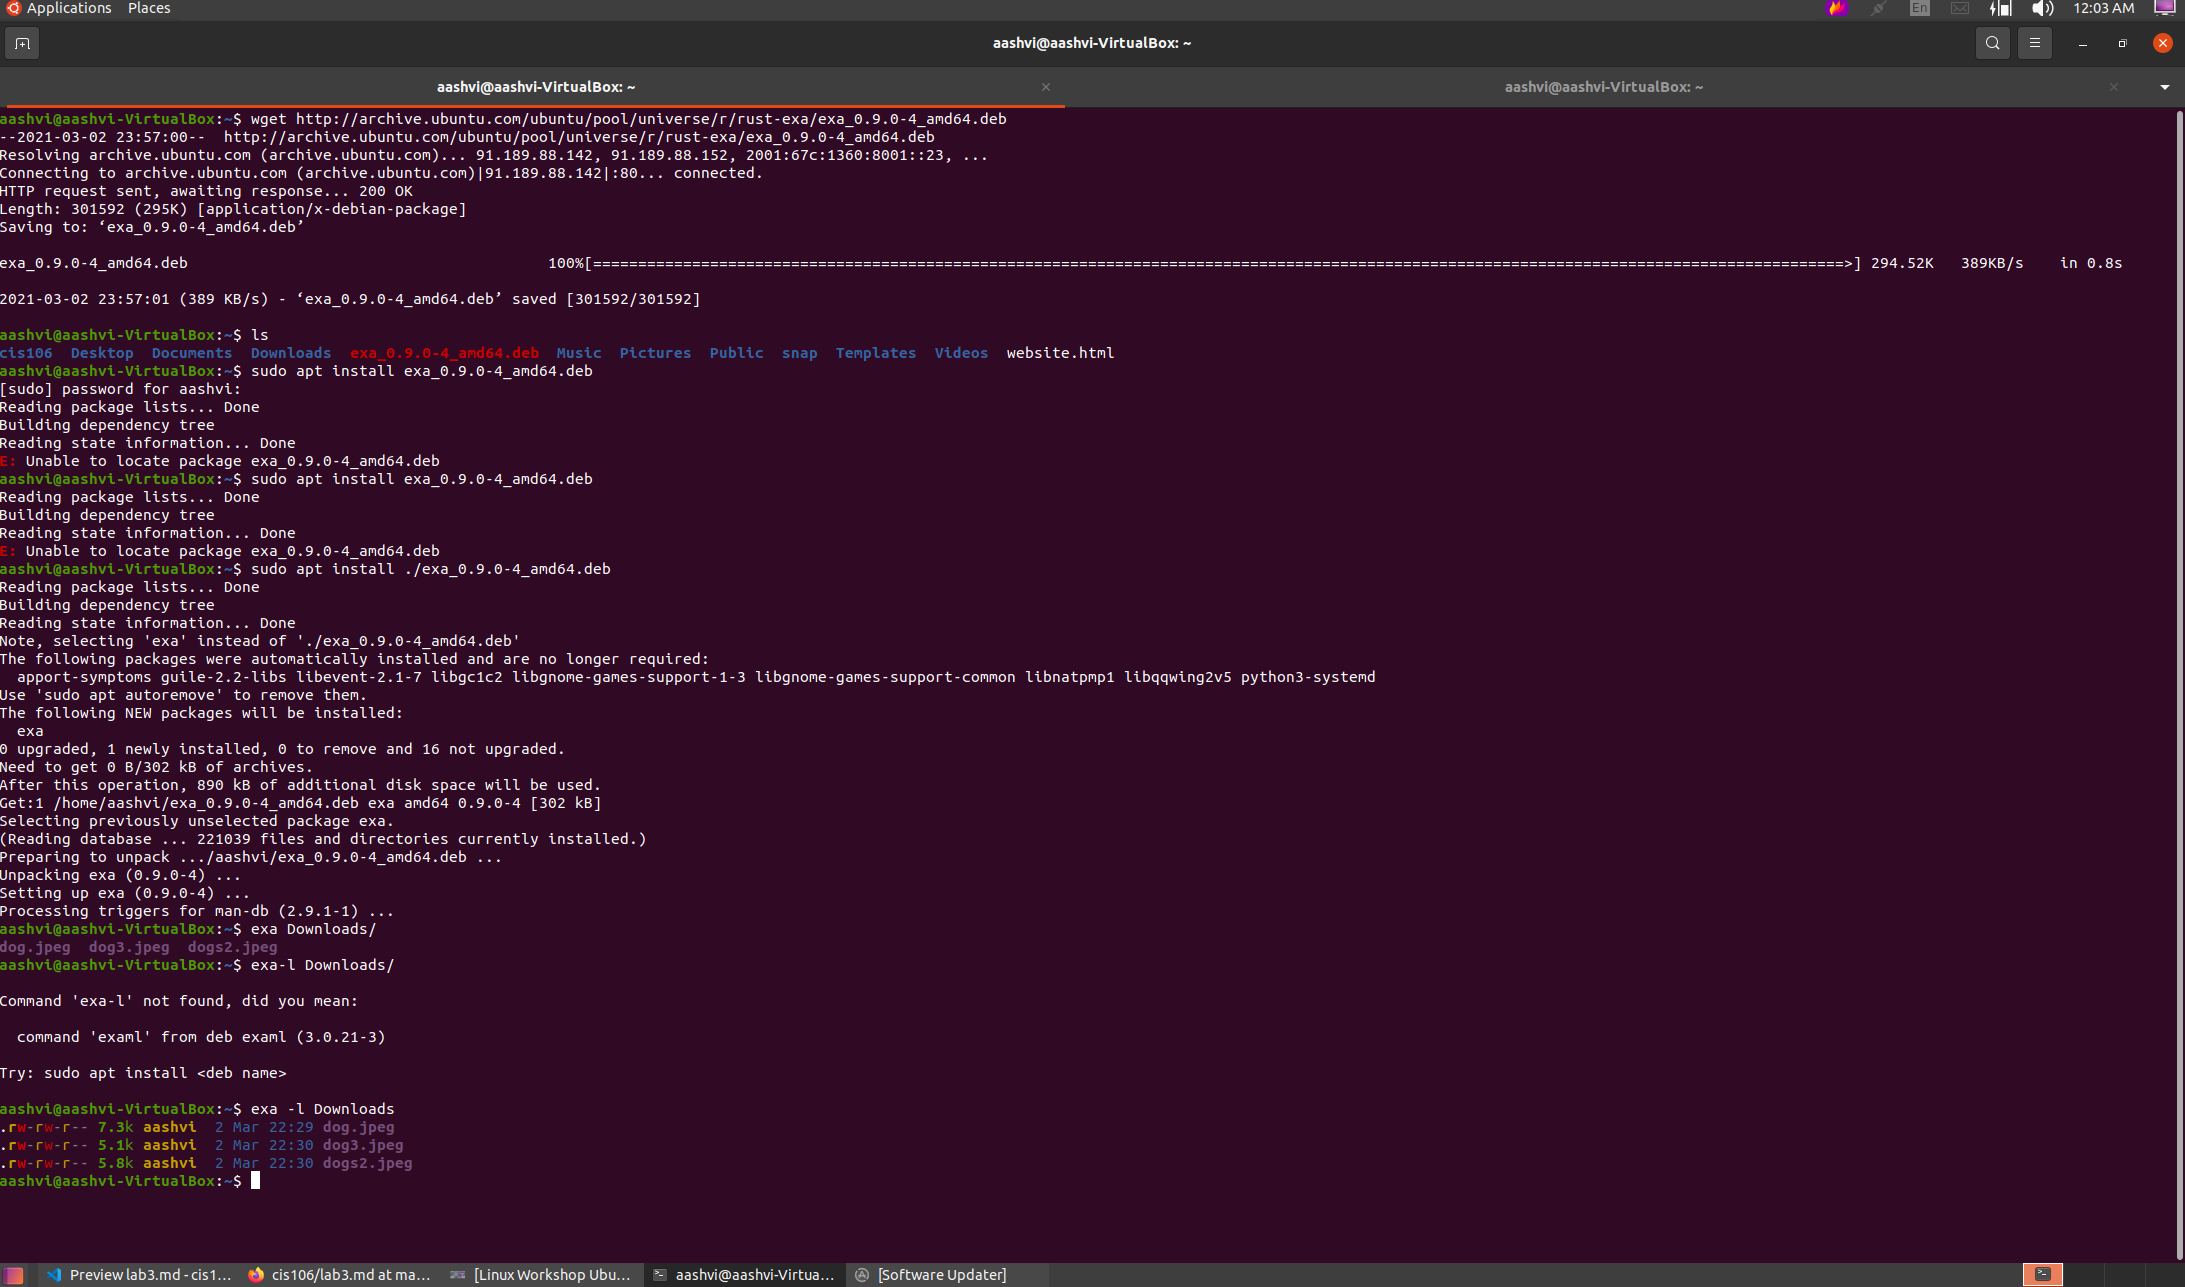 Applications Places En 12:03 AM
aashvi@aashvi-VirtualBox: ~
aashvi@aashvi-VirtualBox: ~ aashvi@aashvi-VirtualBox: ~
aashvi@aashvi-VirtualBox:~$ wget http://archive.ubuntu.com/ubuntu/pool/universe/r/rust-exa/exa_0.9.0-4_amd64.deb
--2021-03-02 23:57:00--  http://archive.ubuntu.com/ubuntu/pool/universe/r/rust-exa/exa_0.9.0-4_amd64.deb
Resolving archive.ubuntu.com (archive.ubuntu.com)... 91.189.88.142, 91.189.88.152, 2001:67c:1360:8001::23, ...
Connecting to archive.ubuntu.com (archive.ubuntu.com)|91.189.88.142|:80... connected.
HTTP request sent, awaiting response... 200 OK
Length: 301592 (295K) [application/x-debian-package]
Saving to: ‘exa_0.9.0-4_amd64.deb’
exa_0.9.0-4_amd64.deb 100%[===========================================================================================================================================>] 294.52K 389KB/s in 0.8s
2021-03-02 23:57:01 (389 KB/s) - ‘exa_0.9.0-4_amd64.deb’ saved [301592/301592]
aashvi@aashvi-VirtualBox:~$ ls
cis106 Desktop Documents Downloads exa_0.9.0-4_amd64.deb Music Pictures Public snap Templates Videos website.html
aashvi@aashvi-VirtualBox:~$ sudo apt install exa_0.9.0-4_amd64.deb
[sudo] password for aashvi:
Reading package lists... Done
Building dependency tree
Reading state information... Done
E: Unable to locate package exa_0.9.0-4_amd64.deb
aashvi@aashvi-VirtualBox:~$ sudo apt install exa_0.9.0-4_amd64.deb
Reading package lists... Done
Building dependency tree
Reading state information... Done
E: Unable to locate package exa_0.9.0-4_amd64.deb
aashvi@aashvi-VirtualBox:~$ sudo apt install ./exa_0.9.0-4_amd64.deb
Reading package lists... Done
Building dependency tree
Reading state information... Done
Note, selecting 'exa' instead of './exa_0.9.0-4_amd64.deb'
The following packages were automatically installed and are no longer required:
  apport-symptoms guile-2.2-libs libevent-2.1-7 libgc1c2 libgnome-games-support-1-3 libgnome-games-support-common libnatpmp1 libqqwing2v5 python3-systemd
Use 'sudo apt autoremove' to remove them.
The following NEW packages will be installed:
  exa
0 upgraded, 1 newly installed, 0 to remove and 16 not upgraded.
Need to get 0 B/302 kB of archives.
After this operation, 890 kB of additional disk space will be used.
Get:1 /home/aashvi/exa_0.9.0-4_amd64.deb exa amd64 0.9.0-4 [302 kB]
Selecting previously unselected package exa.
(Reading database ... 221039 files and directories currently installed.)
Preparing to unpack .../aashvi/exa_0.9.0-4_amd64.deb ...
Unpacking exa (0.9.0-4) ...
Setting up exa (0.9.0-4) ...
Processing triggers for man-db (2.9.1-1) ...
aashvi@aashvi-VirtualBox:~$ exa Downloads/
dog.jpeg dog3.jpeg dogs2.jpeg
aashvi@aashvi-VirtualBox:~$ exa-l Downloads/
Command 'exa-l' not found, did you mean:
  command 'examl' from deb examl (3.0.21-3)
Try: sudo apt install <deb name>
aashvi@aashvi-VirtualBox:~$ exa -l Downloads
.rw-rw-r-- 7.3k aashvi  2 Mar 22:29 dog.jpeg
.rw-rw-r-- 5.1k aashvi  2 Mar 22:30 dog3.jpeg
.rw-rw-r-- 5.8k aashvi  2 Mar 22:30 dogs2.jpeg
aashvi@aashvi-VirtualBox:~$
Preview lab3.md - cis1... cis106/lab3.md at ma... [Linux Workshop Ubu... aashvi@aashvi-Virtua... [Software Updater]